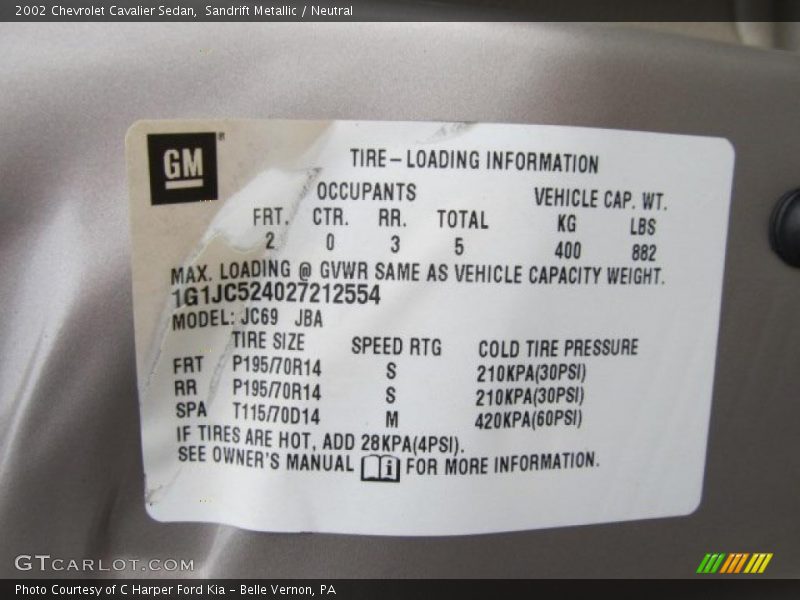 2002 Chevrolet Cavalier Sedan,  Sandrift Metallic / Neutral
GM
TIRE-LOADING INFORMATION
OCCUPANTS VEHICLE CAP. WT.
FRT. CTR. RR. TOTAL KG LBS
2 0 3 5 400 882
MAX. LOADING @ GVWR SAME AS VEHICLE CAPACITY WEIGHT.
1G1JC524027212554
MODEL: JC69 JBA
TIRE SIZE SPEED RTG COLD TIRE PRESSURE
FRT P195/70R14 S 210KPA(30PSI)
RR P195/70R14 S 210KPA(30PSI)
SPA T115/70D14 M 420KPA(60PSI)
IF TIRES ARE HOT, ADD 28KPA(4PSI).
SEE OWNER'S MANUAL i FOR MORE INFORMATION.
GTCARLOT.COM
Photo Courtesy of C Harper Ford Kia - Belle Vernon, PA